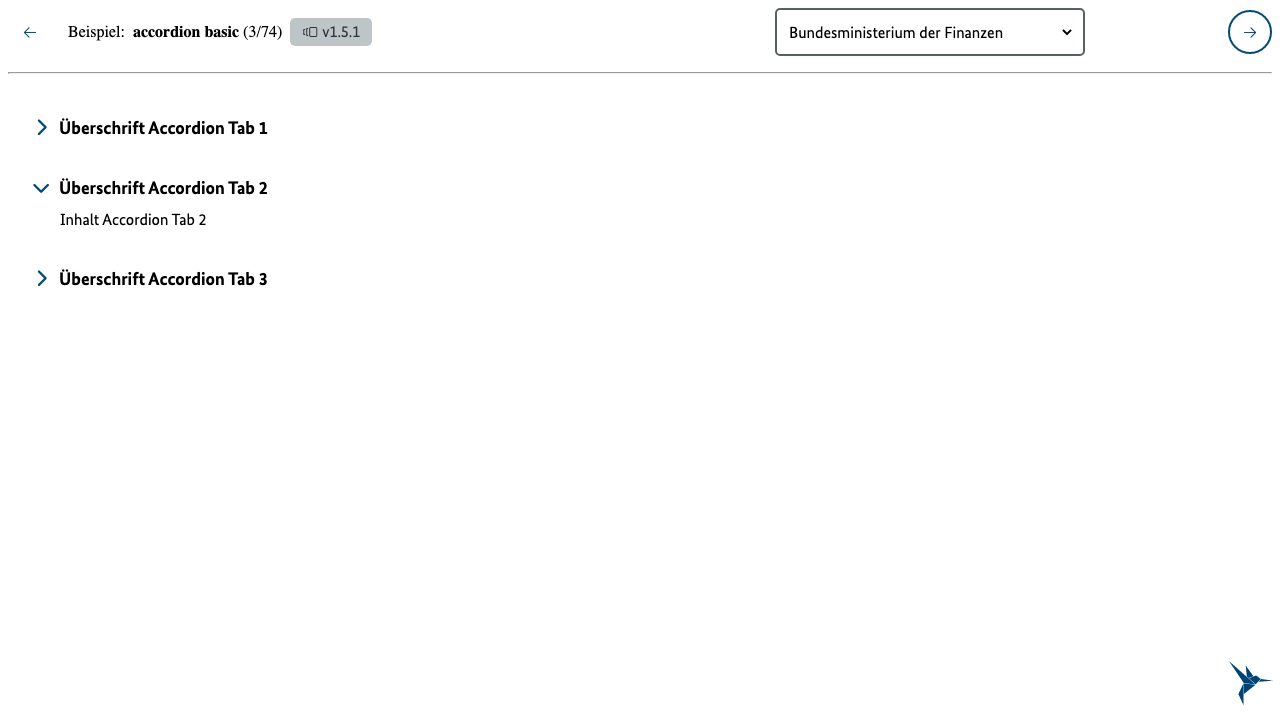 Beispiel: accordion basic (3/74) v1.5.1 Bundesministerium der Finanzen
Überschrift Accordion Tab 1
Überschrift Accordion Tab 2
Inhalt Accordion Tab 2
Überschrift Accordion Tab 3